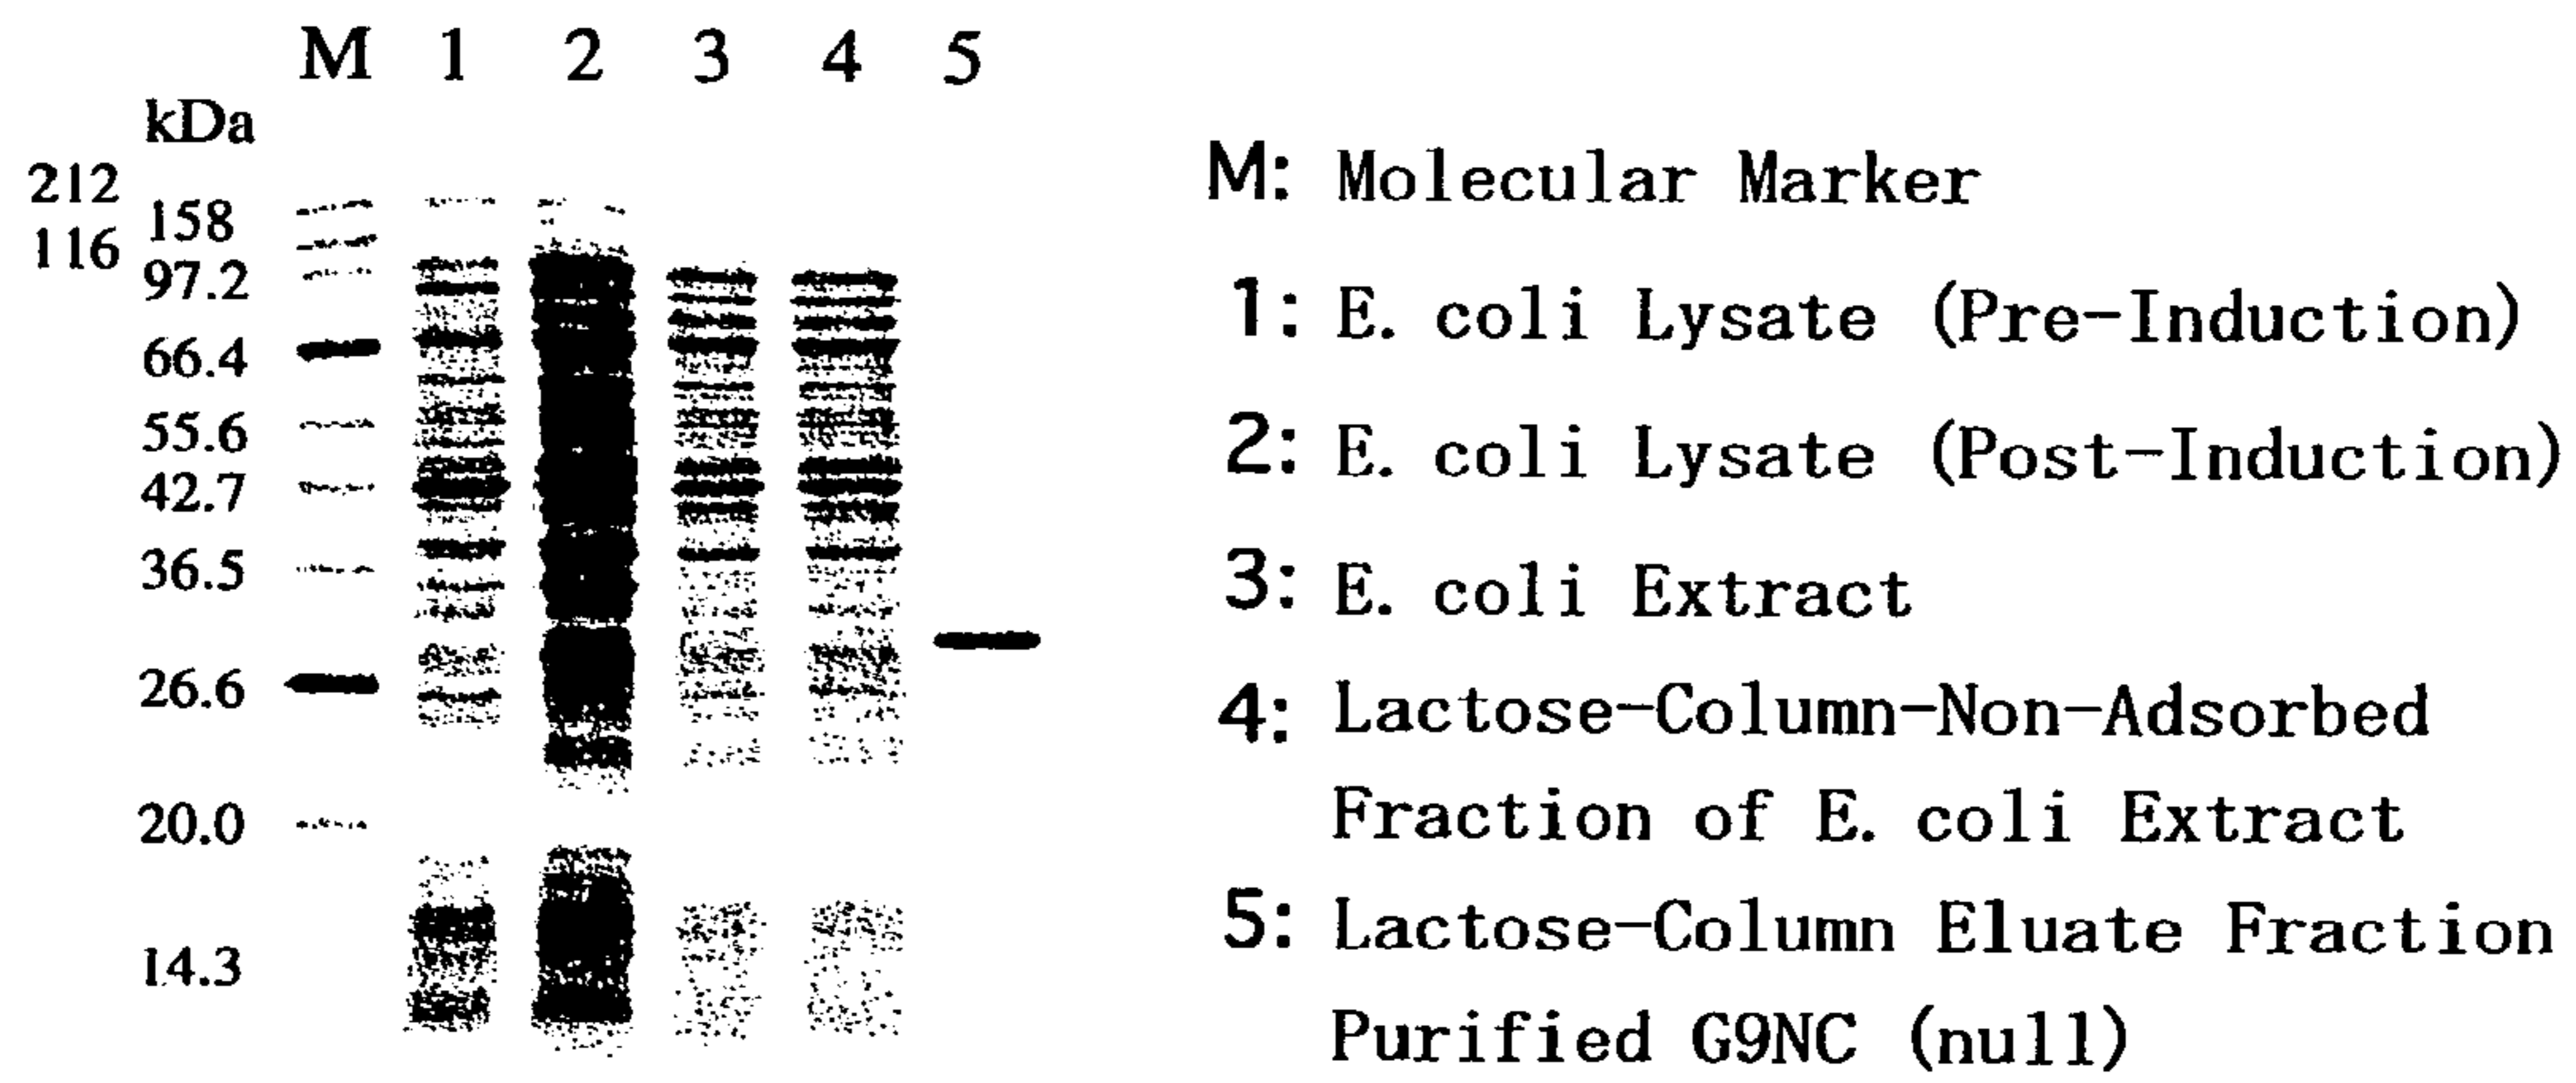 M 1 2 3 4 5
kDa
212
158
116
97.2
66.4
55.6
42.7
36.5
26.6
20.0
14.3
M: Molecular Marker
1: E. coli Lysate (Pre-Induction)
2: E. coli Lysate (Post-Induction)
3: E. coli Extract
4: Lactose-Column-Non-Adsorbed
Fraction of E. coli Extract
5: Lactose-Column Eluate Fraction
Purified G9NC (null)